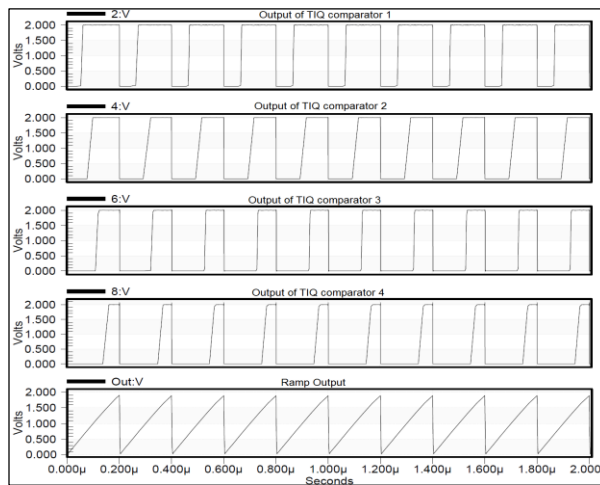 2:V
Output of TIQ comparator 1
Volts
2.000
1.500
1.000
0.500
0.000
4:V
Output of TIQ comparator 2
Volts
2.000
1.500
1.000
0.500
0.000
6:V
Output of TIQ comparator 3
Volts
2.000
1.500
1.000
0.500
0.000
8:V
Output of TIQ comparator 4
Volts
2.000
1.500
1.000
0.500
0.000
Out:V
Ramp Output
Volts
2.000
1.500
1.000
0.500
0.000
0.000µ 0.200µ 0.400µ 0.600µ 0.800µ 1.000µ 1.200µ 1.400µ 1.600µ 1.800µ 2.000
Seconds